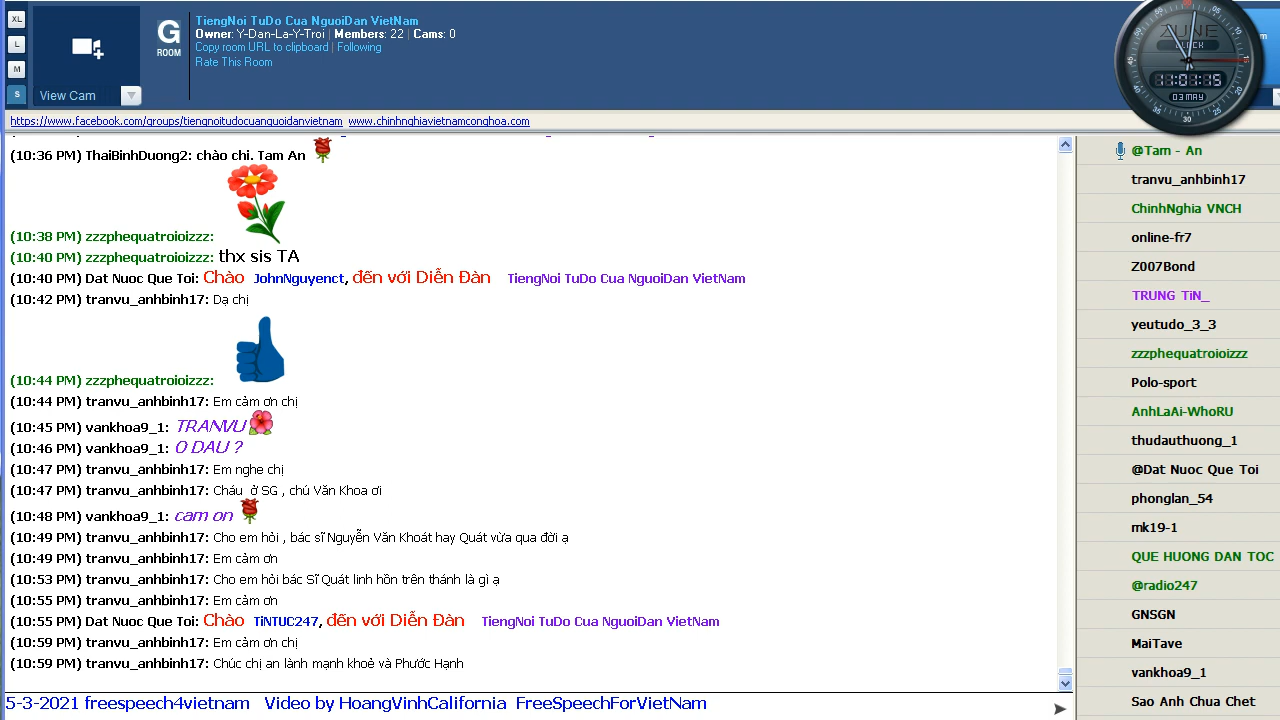 XL
L
M
S
View Cam
G
ROOM
TiengNoi TuDo Cua NguoiDan VietNam
Owner: Y-Dan-La-Y-Troi | Members: 22 | Cams: 0
Copy room URL to clipboard | Following
Rate This Room
ZUNE
CLOCK
11:01:15
03 MAY
https://www.facebook.com/groups/tiengnoitudocuanguoidanvietnam www.chinhnghiavietnamconghoa.com
(10:36 PM) ThaiBinhDuong2: chào chi. Tam An
(10:38 PM) zzzphequatroioizzz:
(10:40 PM) zzzphequatroioizzz: thx sis TA
(10:40 PM) Dat Nuoc Que Toi: Chào JohnNguyenct, đến với Diễn Đàn TiengNoi TuDo Cua NguoiDan VietNam
(10:42 PM) tranvu_anhbinh17: Dạ chị
(10:44 PM) zzzphequatroioizzz:
(10:44 PM) tranvu_anhbinh17: Em cảm ơn chị
(10:45 PM) vankhoa9_1: TRANVU
(10:46 PM) vankhoa9_1: O DAU ?
(10:47 PM) tranvu_anhbinh17: Em nghe chị
(10:47 PM) tranvu_anhbinh17: Cháu ở SG , chú Văn Khoa ơi
(10:48 PM) vankhoa9_1: cam on
(10:49 PM) tranvu_anhbinh17: Cho em hỏi , bác sĩ Nguyễn Văn Khoát hay Quát vừa qua đời ạ
(10:49 PM) tranvu_anhbinh17: Em cảm ơn
(10:53 PM) tranvu_anhbinh17: Cho em hỏi bác Sĩ Quát linh hồn trên thánh là gì ạ
(10:55 PM) tranvu_anhbinh17: Em cảm ơn
(10:55 PM) Dat Nuoc Que Toi: Chào TiNTUC247, đến với Diễn Đàn TiengNoi TuDo Cua NguoiDan VietNam
(10:59 PM) tranvu_anhbinh17: Em cảm ơn chị
(10:59 PM) tranvu_anhbinh17: Chúc chị an lành mạnh khoẻ và Phước Hạnh
5-3-2021 freespeech4vietnam Video by HoangVinhCalifornia FreeSpeechForVietNam
@Tam - An
tranvu_anhbinh17
ChinhNghia VNCH
online-fr7
Z007Bond
TRUNG TiN_
yeutudo_3_3
zzzphequatroioizzz
Polo-sport
AnhLaAi-WhoRU
thudauthuong_1
@Dat Nuoc Que Toi
phonglan_54
mk19-1
QUE HUONG DAN TOC
@radio247
GNSGN
MaiTave
vankhoa9_1
Sao Anh Chua Chet